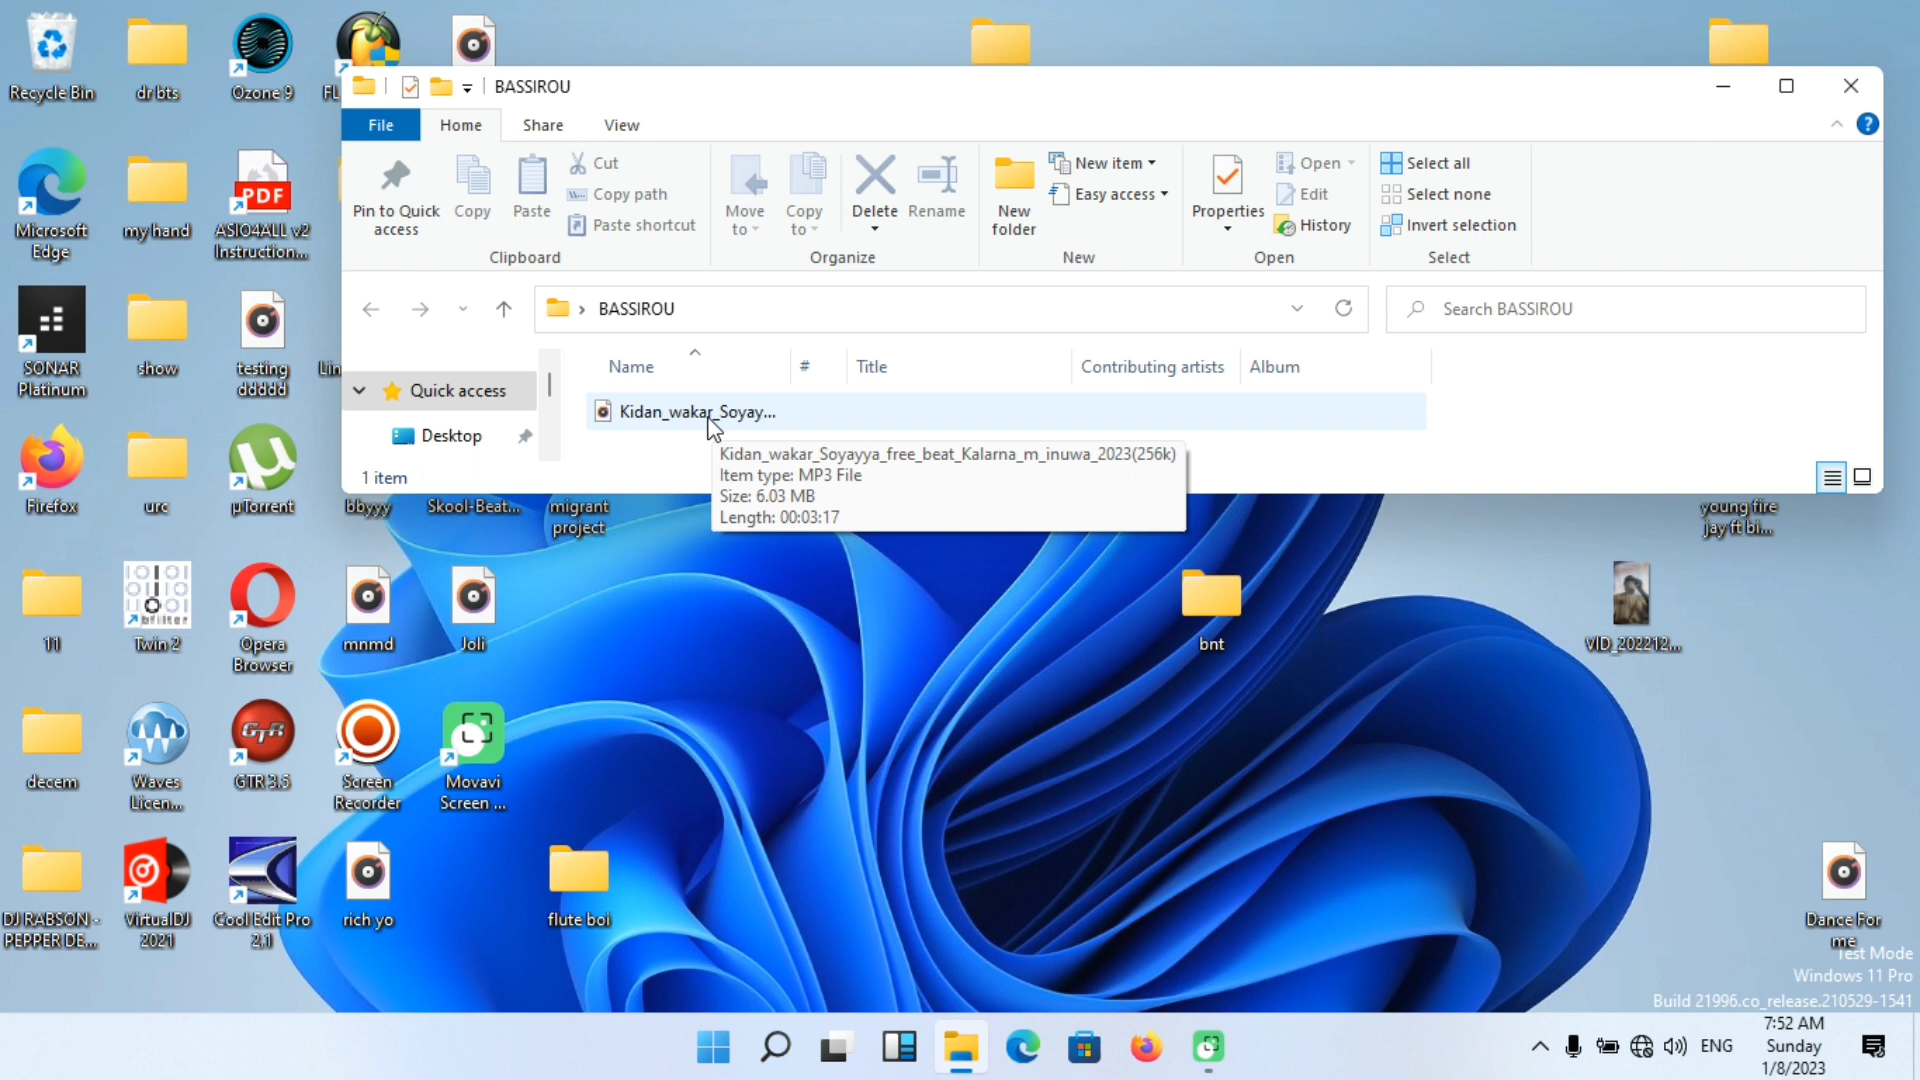 Recycle Bin
dr bts
Ozone 9
BASSIROU
File
Home
Share
View
Pin to Quick
access
Copy
Paste
Cut
Copy path
Paste shortcut
Clipboard
Move
to
Copy
to
Delete
Rename
Organize
New
folder
New item
Easy access
New
Properties
Open
Edit
History
Open
Select all
Select none
Invert selection
Select
Microsoft
Edge
my hand
PDF
ASIO4ALL v2
Instruction...
BASSIROU
Search BASSIROU
SONAR
Platinum
show
testing
ddddd
Lin
Name
#
Title
Contributing artists
Album
Quick access
Kidan_wakar_Soyay...
Desktop
Kidan_wakar_Soyayya_free_beat_Kalarna_m_inuwa_2023(256k)
Item type: MP3 File
Size: 6.03 MB
Length: 00:03:17
1 item
Firefox
urc
µTorrent
bbyyy
Skool-Beat...
migrant
project
young fire
jay ft bi...
11
Twin 2
Opera
Browser
mnmd
Joli
bnt
VID_202212...
decem
Waves
Licen...
GTR
GTR 3.5
Screen
Recorder
Movavi
Screen ...
DJ RABSON -
PEPPER DE...
VirtualDJ
2021
Cool Edit Pro
2.1
rich yo
flute boi
Dance For
me
Test Mode
Windows 11 Pro
Build 21996.co_release.210529-1541
ENG
7:52 AM
Sunday
1/8/2023